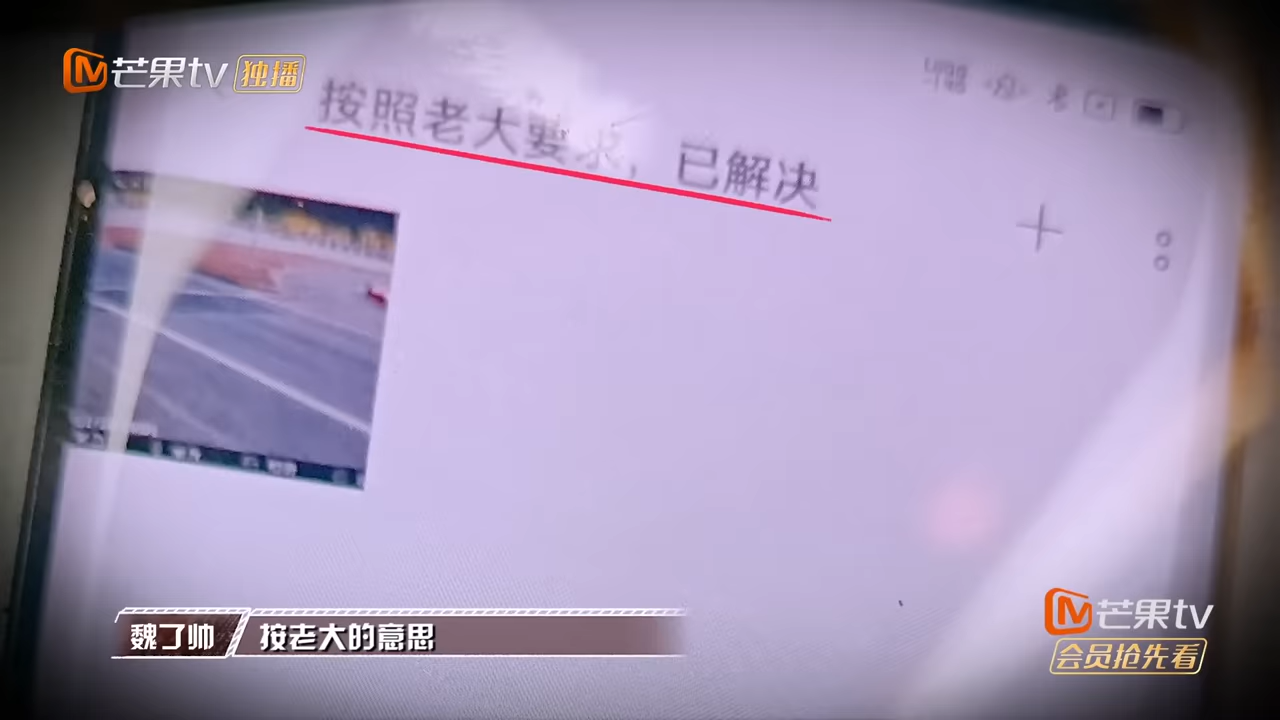 芒果tv 独播
按照老大要求，已解决
魏了帅 按老大的意思
芒果tv
会员抢先看